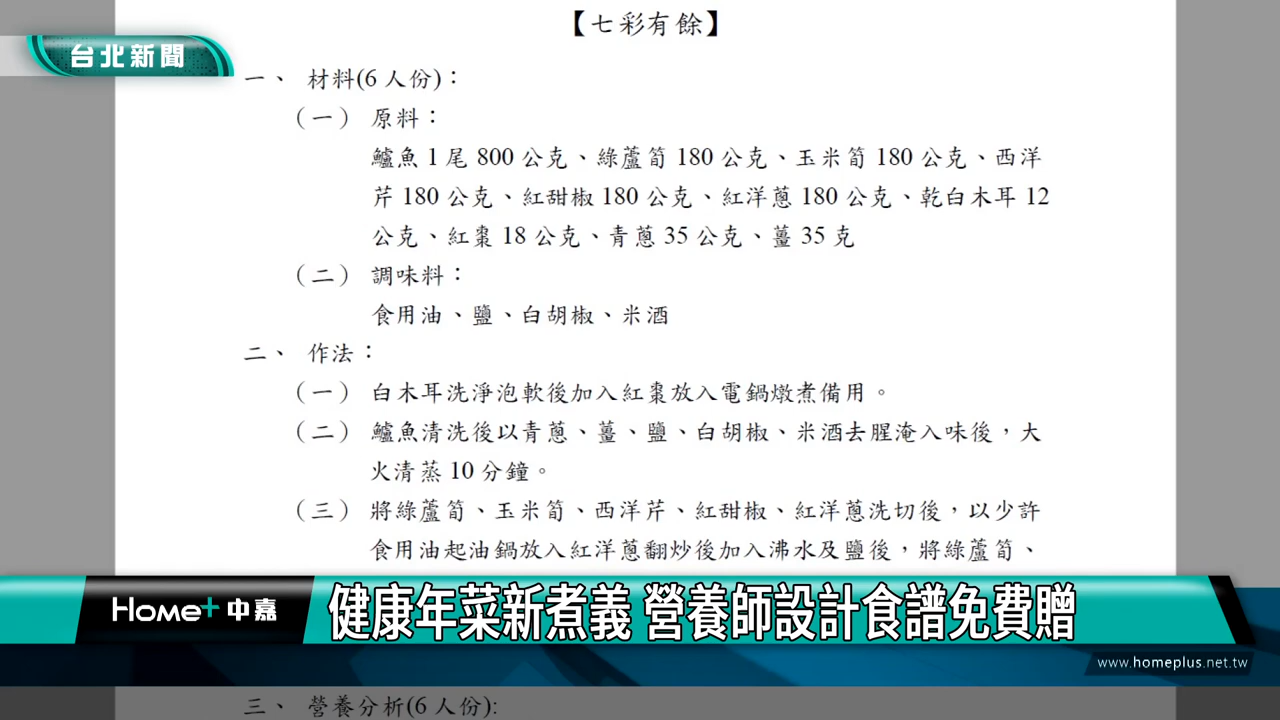 【七彩有餘】
台北新聞
一、 材料(6人份)：
（一） 原料：
鱸魚1尾800公克、綠蘆筍180公克、玉米筍180公克、西洋
芹180公克、紅甜椒180公克、紅洋蔥180公克、乾白木耳12
公克、紅棗18公克、青蔥35公克、薑35克
（二） 調味料：
食用油、鹽、白胡椒、米酒
二、 作法：
（一） 白木耳洗淨泡軟後加入紅棗放入電鍋燉煮備用。
（二） 鱸魚清洗後以青蔥、薑、鹽、白胡椒、米酒去腥淹入味後，大
火清蒸10分鐘。
（三） 將綠蘆筍、玉米筍、西洋芹、紅甜椒、紅洋蔥洗切後，以少許
食用油起油鍋放入紅洋蔥翻炒後加入沸水及鹽後，將綠蘆筍、
Home+中嘉
健康年菜新煮義 營養師設計食譜免費贈
www.homeplus.net.tw
三、 營養分析(6人份):